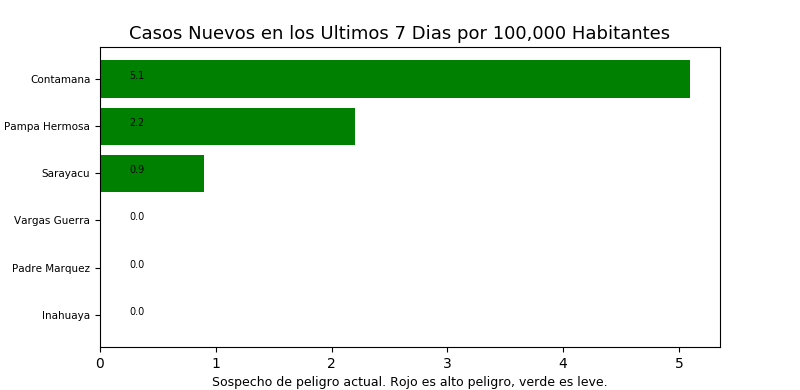 Casos Nuevos en los Ultimos 7 Dias por 100,000 Habitantes
Contamana 5.1
Pampa Hermosa 2.2
Sarayacu 0.9
Vargas Guerra 0.0
Padre Marquez 0.0
Inahuaya 0.0
0 1 2 3 4 5
Sospecho de peligro actual. Rojo es alto peligro, verde es leve.